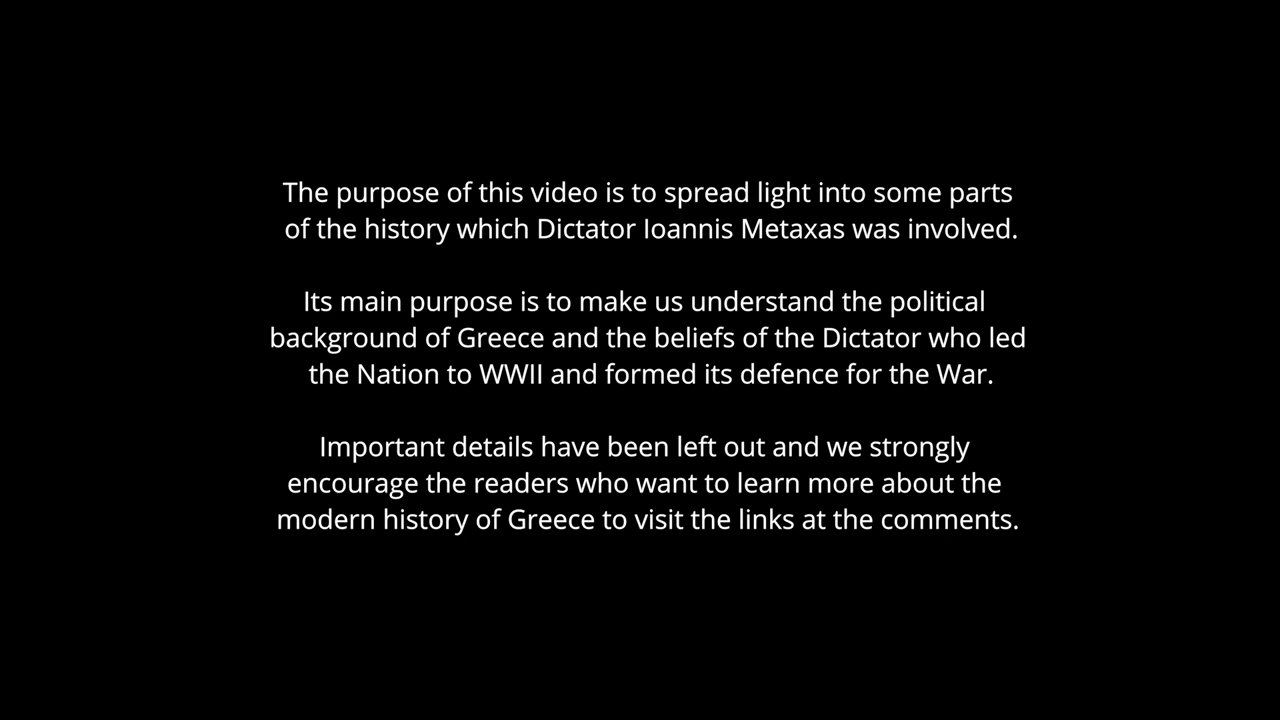 The purpose of this video is to spread light into some parts
of the history which Dictator Ioannis Metaxas was involved.
Its main purpose is to make us understand the political
background of Greece and the beliefs of the Dictator who led
the Nation to WWII and formed its defence for the War.
Important details have been left out and we strongly
encourage the readers who want to learn more about the
modern history of Greece to visit the links at the comments.